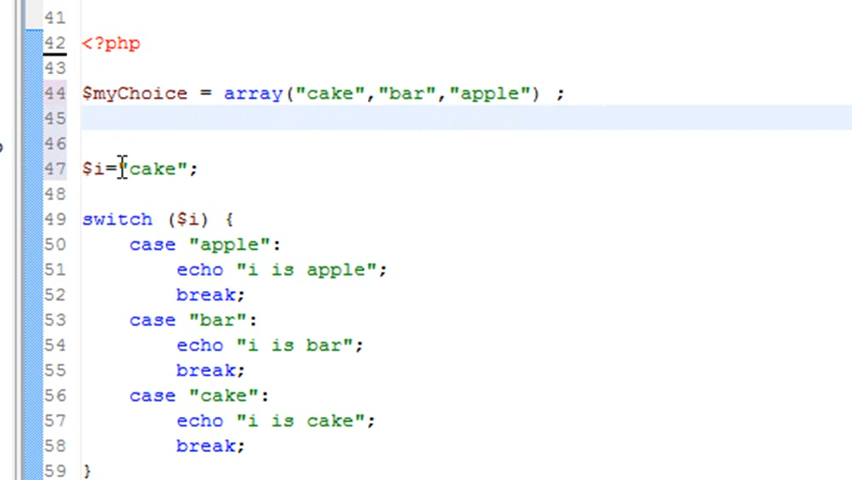 41
42 <?php
43
44 $myChoice = array("cake","bar","apple") ;
45
46
47 $i="cake";
48
49 switch ($i) {
50     case "apple":
51         echo "i is apple";
52         break;
53     case "bar":
54         echo "i is bar";
55         break;
56     case "cake":
57         echo "i is cake";
58         break;
59 }